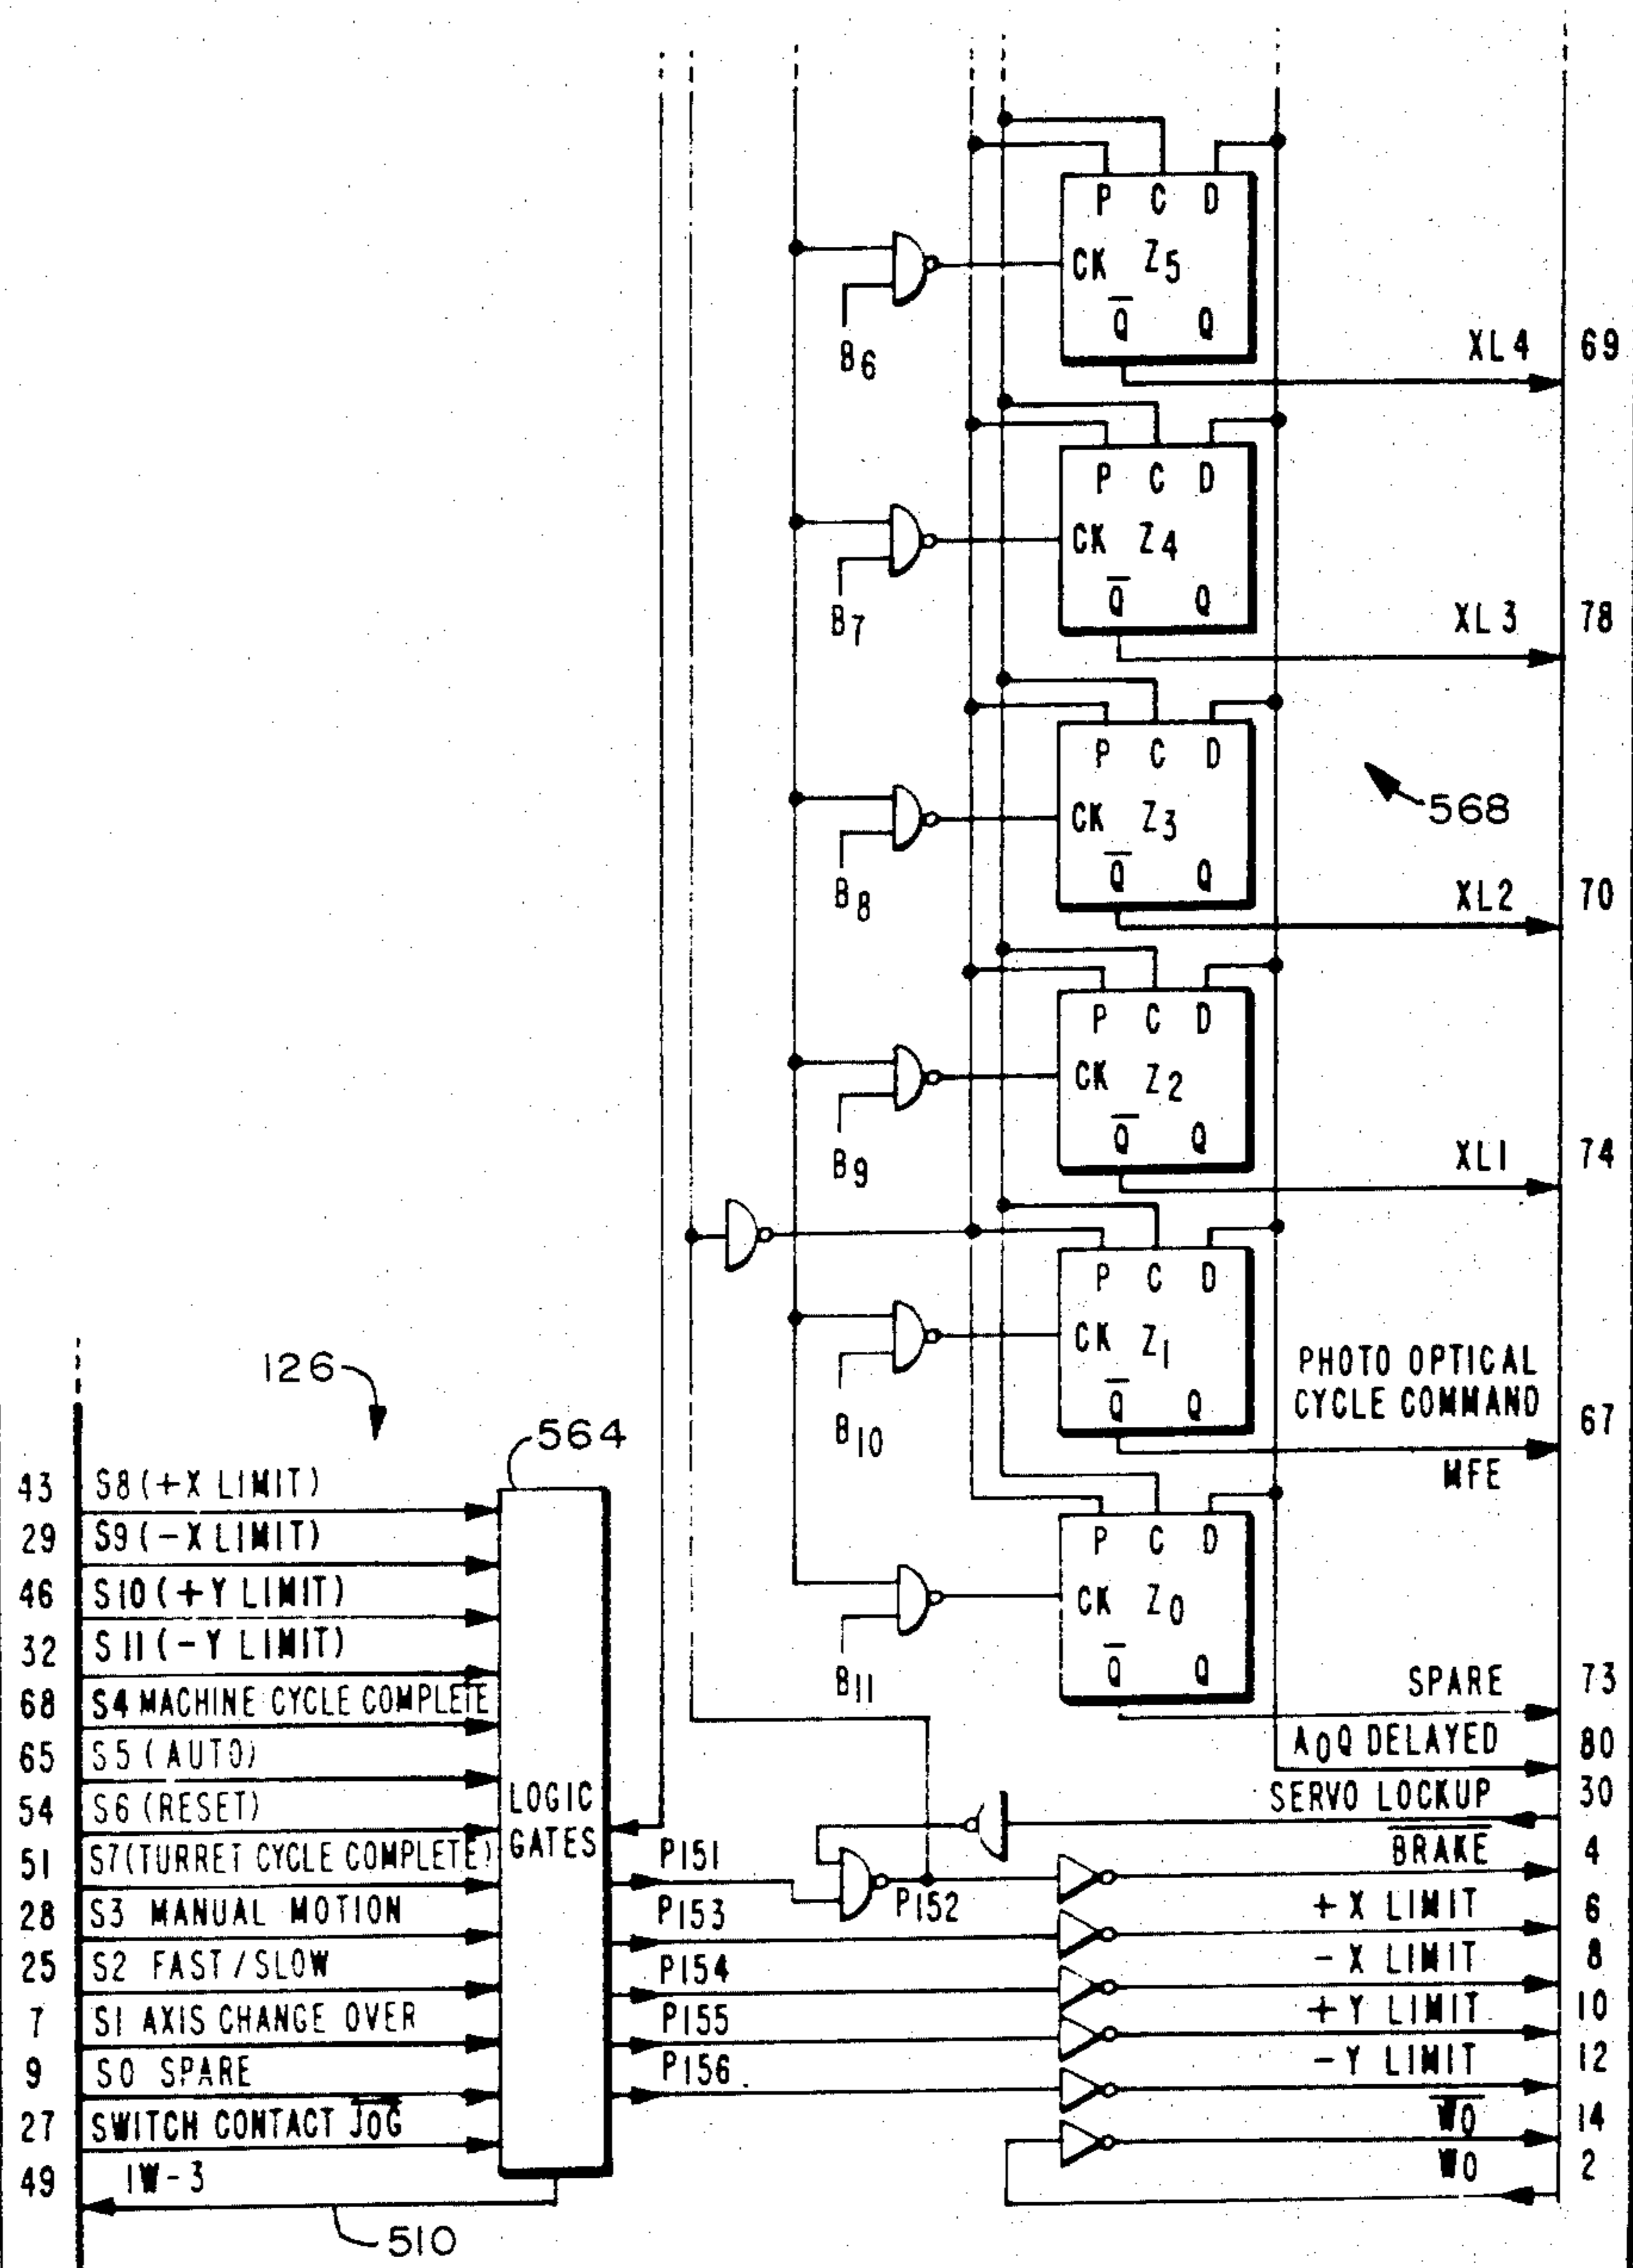 P C D
CK Z5
Q̅ Q
B6
XL4 69
P C D
CK Z4
Q̅ Q
B7
XL3 78
P C D
CK Z3
Q̅ Q
568
B8
XL2 70
P C D
CK Z2
Q̅ Q
B9
XL1 74
P C D
CK Z1
Q̅ Q
B10
PHOTO OPTICAL
CYCLE COMMAND
67
MFE
P C D
CK Z0
Q̅ Q
B11
SPARE 73
A0Q DELAYED 80
SERVO LOCKUP 30
B̅R̅A̅K̅E̅ 4
+X LIMIT 6
-X LIMIT 8
+Y LIMIT 10
-Y LIMIT 12
W̅0̅ 14
W0 2
126
564
43 S8 (+X LIMIT)
29 S9 (-X LIMIT)
46 S10 (+Y LIMIT)
32 S11 (-Y LIMIT)
68 S4 MACHINE CYCLE COMPLETE
65 S5 (AUTO)
54 S6 (RESET)
51 S7 (TURRET CYCLE COMPLETE)
28 S3 MANUAL MOTION
25 S2 FAST/SLOW
7 S1 AXIS CHANGE OVER
9 S0 SPARE
27 SWITCH CONTACT J̅O̅G̅
49 IW-3
510
LOGIC
GATES
P151
P152
P153
P154
P155
P156